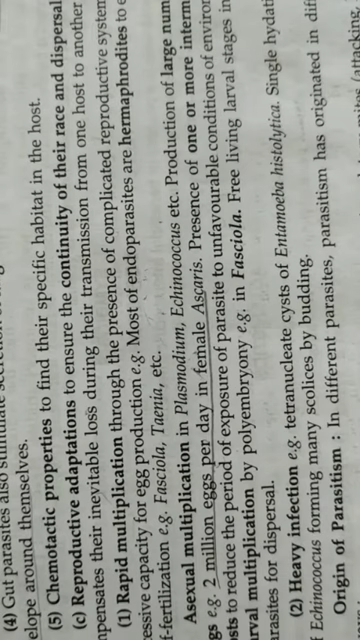 (4) Gut parasites also stimulate secretion
elope around themselves.
(5) Chemotactic properties to find their specific habitat in the host.
(c) Reproductive adaptations to ensure the continuity of their race and dispersal
npensates their inevitable loss during their transmission from one host to another
(1) Rapid multiplication through the presence of complicated reproductive system
cessive capacity for egg production e.g. Most of endoparasites are hermaphrodites to e
f-fertilization e.g. Fasciola, Taenia, etc.
Asexual multiplication in Plasmodium, Echinococcus etc. Production of large num
gs e.g. 2 million eggs per day in female Ascaris. Presence of one or more interm
sts to reduce the period of exposure of parasite to unfavourable conditions of environ
arval multiplication by polyembryony e.g. in Fasciola. Free living larval stages in
arasites for dispersal.
(2) Heavy infection e.g. tetranucleate cysts of Entamoeba histolytica. Single hydati
f Echinococcus forming many scolices by budding.
Origin of Parasitism : In different parasites, parasitism has originated in diff
(attacking,